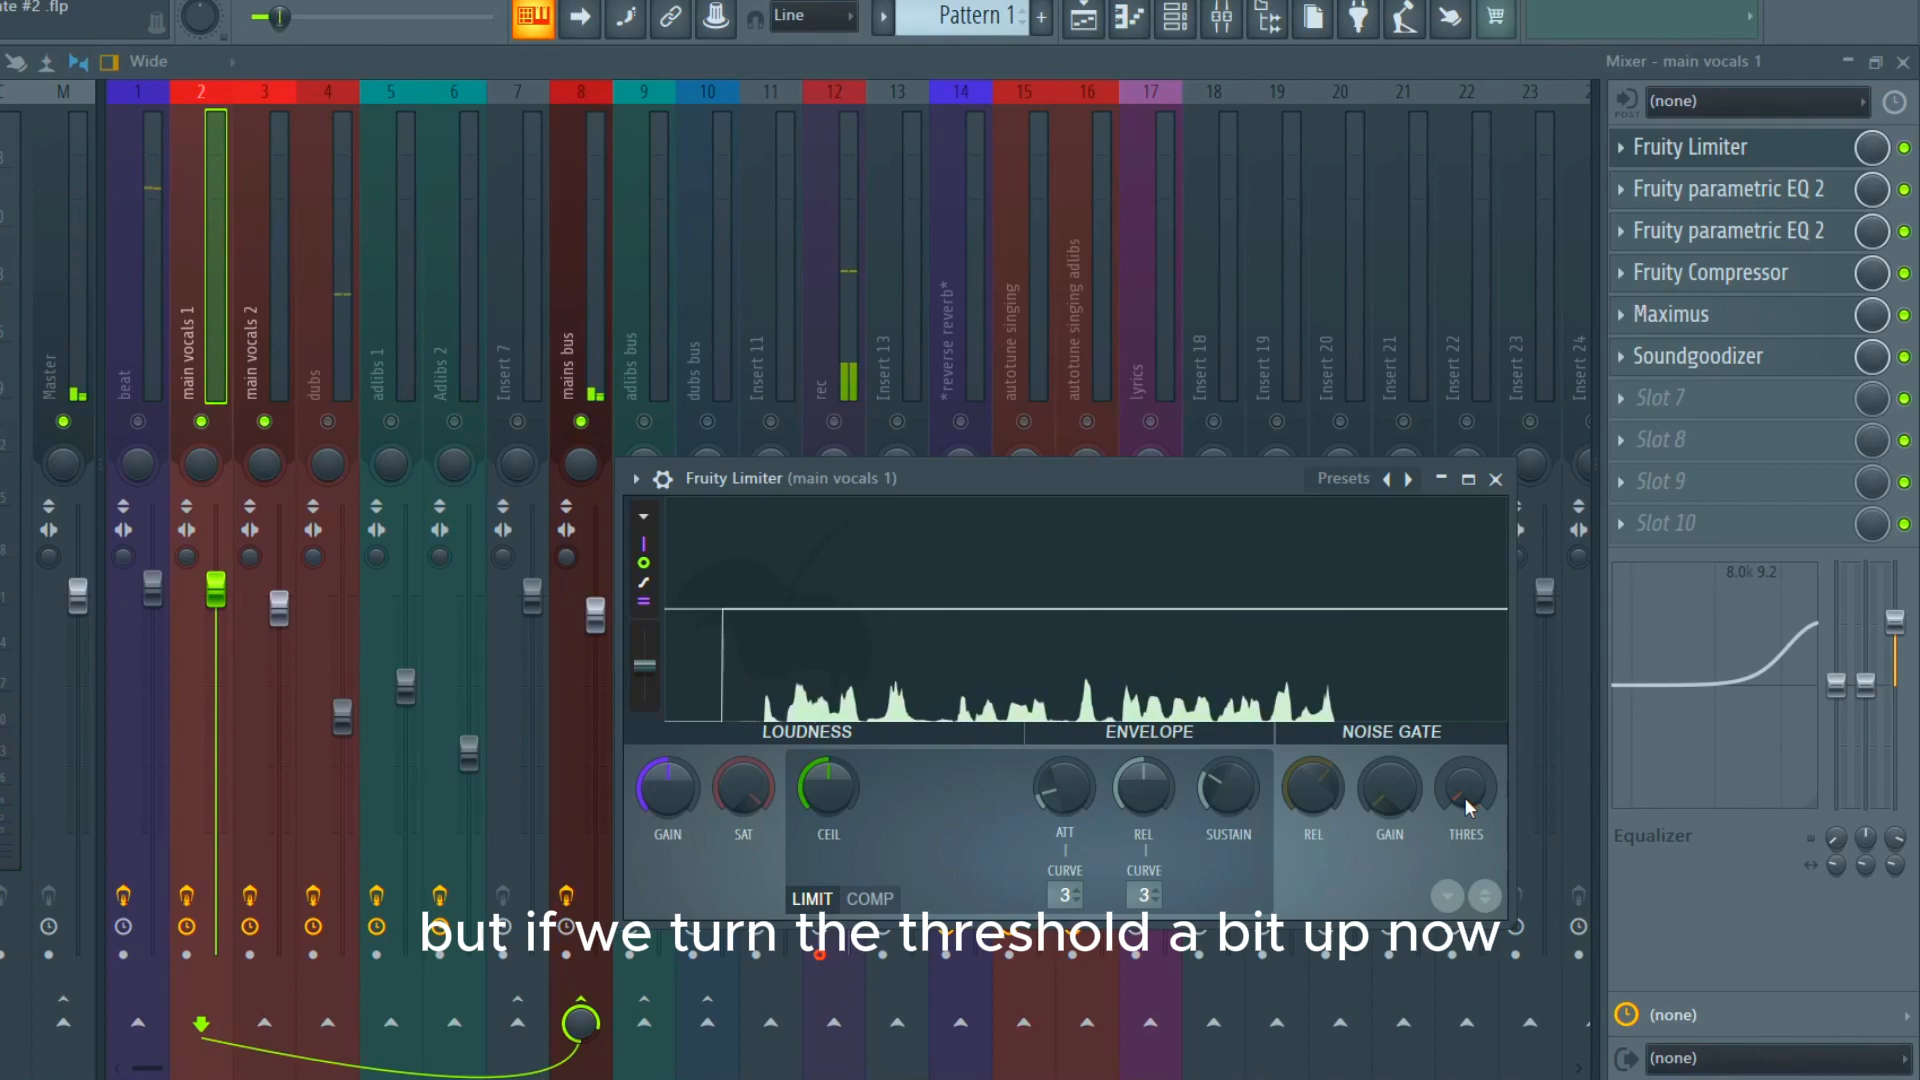 ate #2 .flp
Line
Pattern 1
+
Wide
Mixer - main vocals 1
C
M
1
2
3
4
5
6
7
8
9
10
11
12
13
14
15
16
17
18
19
20
21
22
23
2
Master
beat
main vocals 1
main vocals 2
dubs
adlibs 1
Adlibs 2
Insert 7
mains bus
adlibs bus
dubs bus
Insert 11
rec
Insert 13
*reverse reverb*
autotune singing
autotune singing adlibs
lyrics
Insert 18
Insert 19
Insert 20
Insert 21
Insert 22
Insert 23
Insert 24
POST
(none)
Fruity Limiter
Fruity parametric EQ 2
Fruity parametric EQ 2
Fruity Compressor
Maximus
Soundgoodizer
Slot 7
Slot 8
Slot 9
Slot 10
8.0k 9.2
Equalizer
(none)
(none)
Fruity Limiter (main vocals 1)
Presets
LOUDNESS
ENVELOPE
NOISE GATE
GAIN
SAT
CEIL
ATT
REL
SUSTAIN
REL
GAIN
THRES
CURVE
CURVE
3
3
LIMIT
COMP
but if we turn the threshold a bit up now